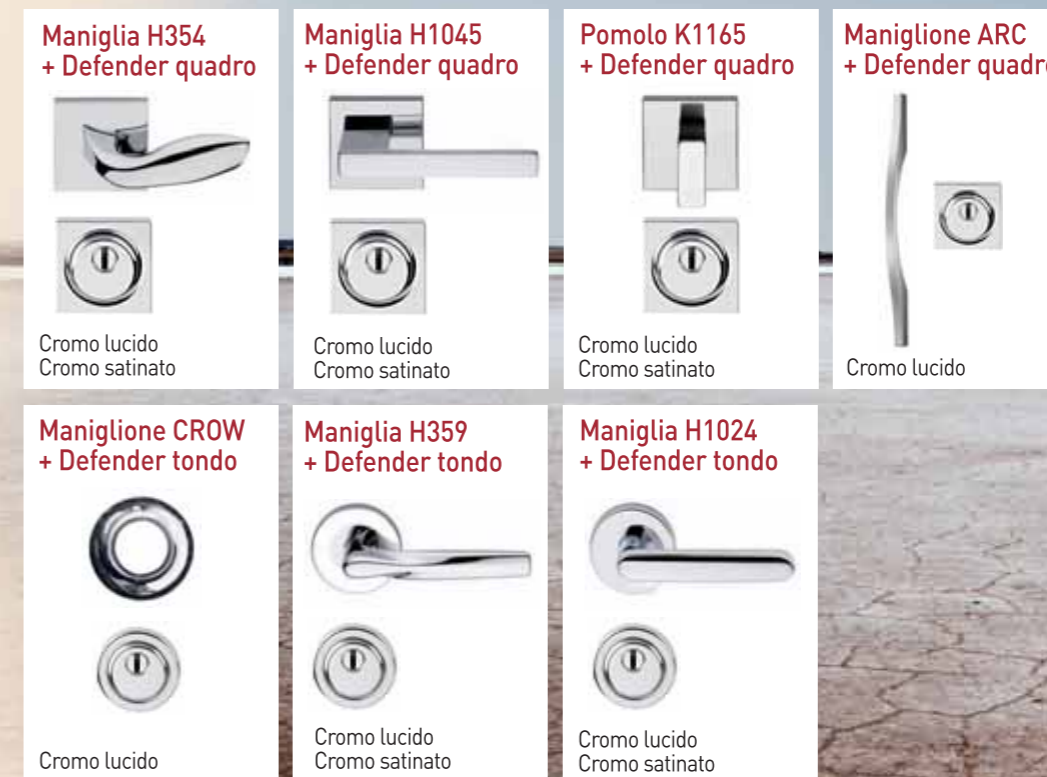 Maniglia H354
+ Defender quadro
Cromo lucido
Cromo satinato
Maniglia H1045
+ Defender quadro
Cromo lucido
Cromo satinato
Pomolo K1165
+ Defender quadro
Cromo lucido
Cromo satinato
Maniglione ARC
+ Defender quadro
Cromo lucido
Maniglione CROW
+ Defender tondo
Cromo lucido
Maniglia H359
+ Defender tondo
Cromo lucido
Cromo satinato
Maniglia H1024
+ Defender tondo
Cromo lucido
Cromo satinato